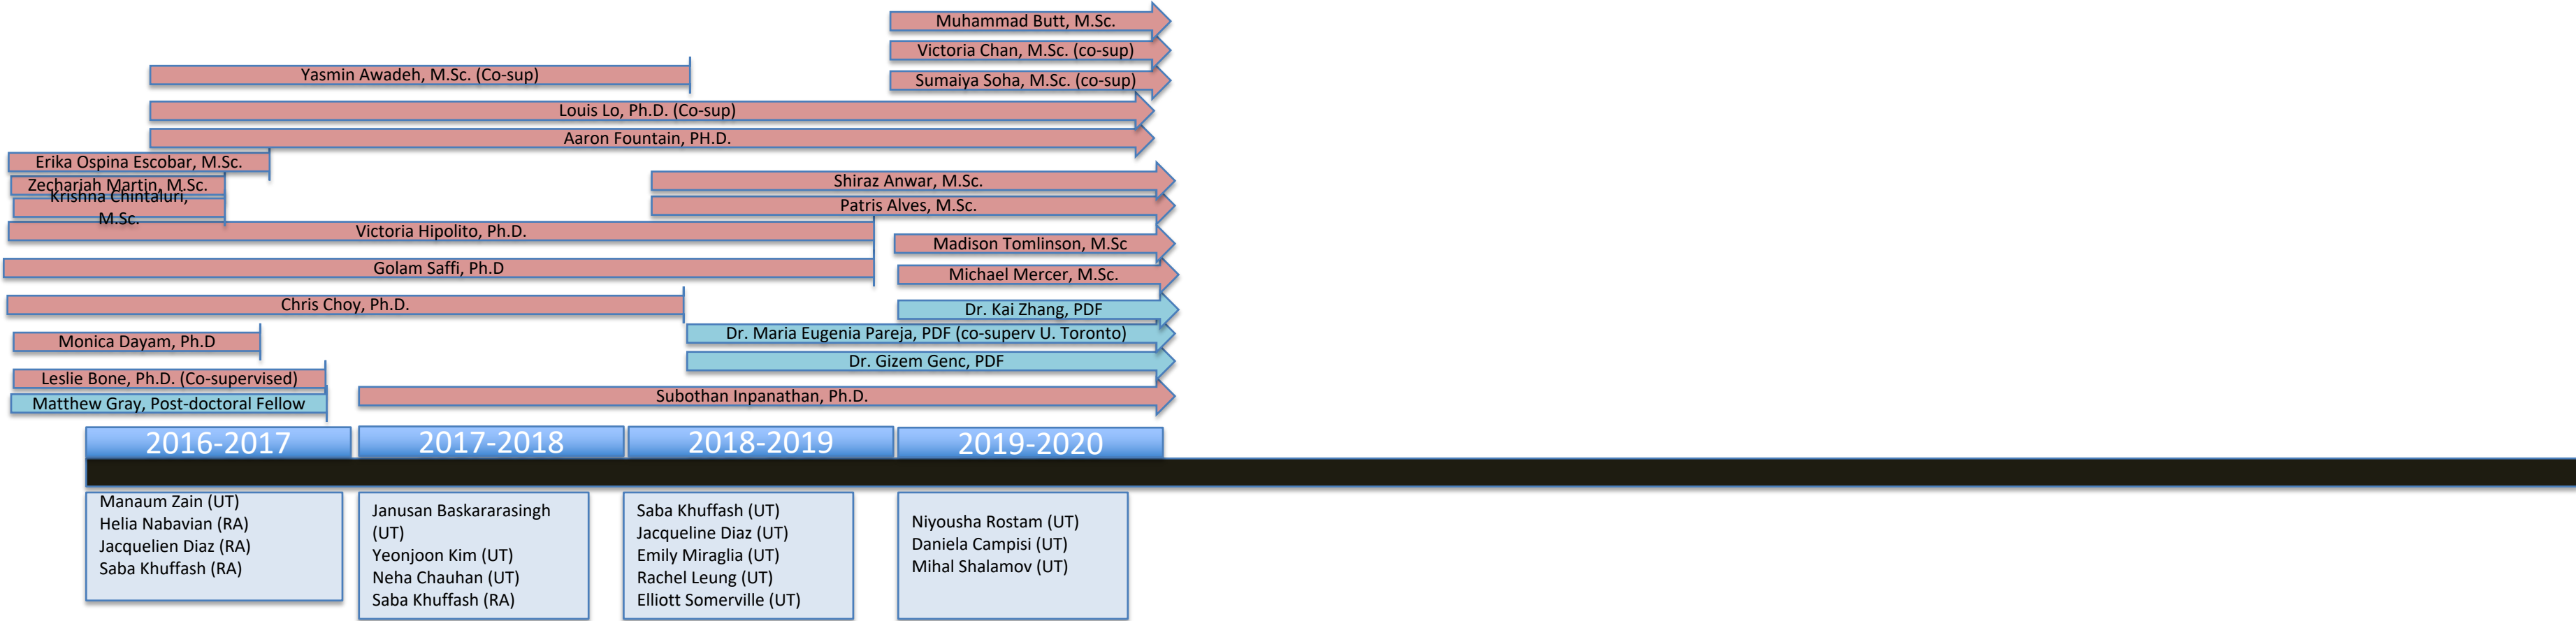 Muhammad Butt, M.Sc.
Victoria Chan, M.Sc. (co-sup)
Yasmin Awadeh, M.Sc. (Co-sup)
Sumaiya Soha, M.Sc. (co-sup)
Louis Lo, Ph.D. (Co-sup)
Aaron Fountain, PH.D.
Erika Ospina Escobar, M.Sc.
Zechariah Martin, M.Sc.
Shiraz Anwar, M.Sc.
Krishna Chintaluri,
M.Sc.
Patris Alves, M.Sc.
Victoria Hipolito, Ph.D.
Madison Tomlinson, M.Sc
Golam Saffi, Ph.D
Michael Mercer, M.Sc.
Chris Choy, Ph.D.
Dr. Kai Zhang, PDF
Dr. Maria Eugenia Pareja, PDF (co-superv U. Toronto)
Monica Dayam, Ph.D
Dr. Gizem Genc, PDF
Leslie Bone, Ph.D. (Co-supervised)
Subothan Inpanathan, Ph.D.
Matthew Gray, Post-doctoral Fellow
2016-2017
2017-2018
2018-2019
2019-2020
Manaum Zain (UT)
Helia Nabavian (RA)
Jacquelien Diaz (RA)
Saba Khuffash (RA)
Janusan Baskararasingh
(UT)
Yeonjoon Kim (UT)
Neha Chauhan (UT)
Saba Khuffash (RA)
Saba Khuffash (UT)
Jacqueline Diaz (UT)
Emily Miraglia (UT)
Rachel Leung (UT)
Elliott Somerville (UT)
Niyousha Rostam (UT)
Daniela Campisi (UT)
Mihal Shalamov (UT)